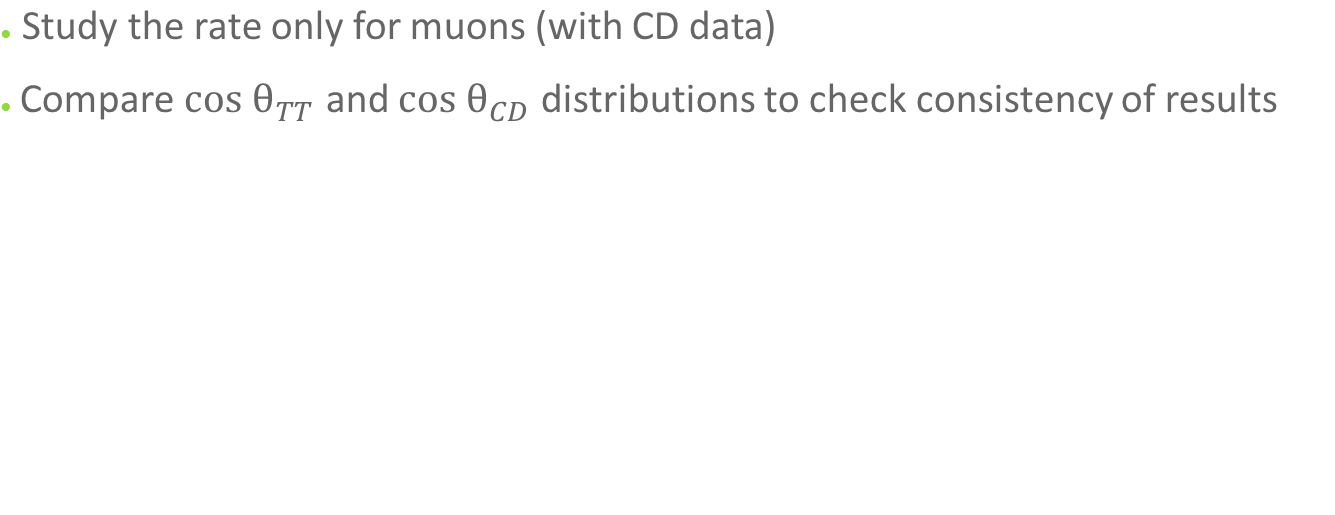 • Study the rate only for muons (with CD data)
• Compare cos θ_TT and cos θ_CD distributions to check consistency of results